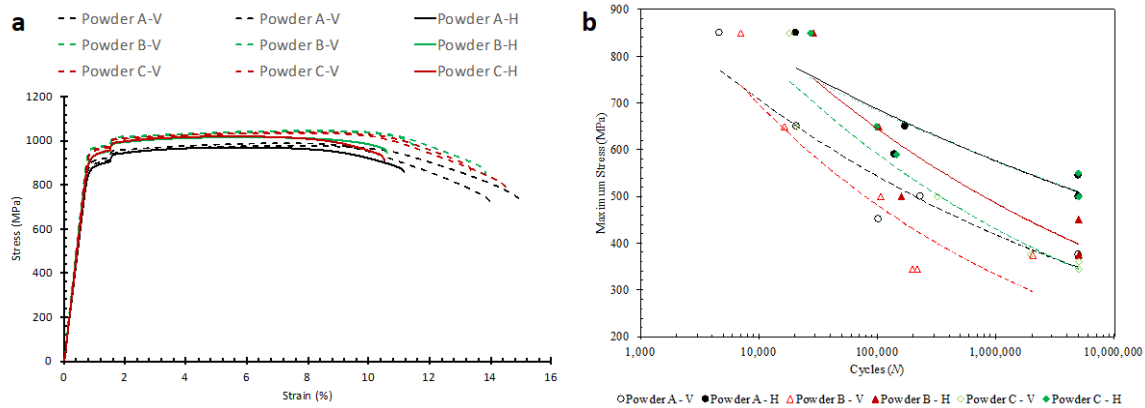 a
Powder A-V Powder A-V Powder A-H
Powder B-V Powder B-V Powder B-H
Powder C-V Powder C-V Powder C-H
1200
1000
800
600
400
200
0
Stress (MPa)
0 2 4 6 8 10 12 14 16
Strain (%)
b
900
800
700
600
500
400
300
200
Maximum Stress (MPa)
1,000 10,000 100,000 1,000,000 10,000,000
Cycles (N)
Powder A - V Powder A - H Powder B - V Powder B - H Powder C - V Powder C - H